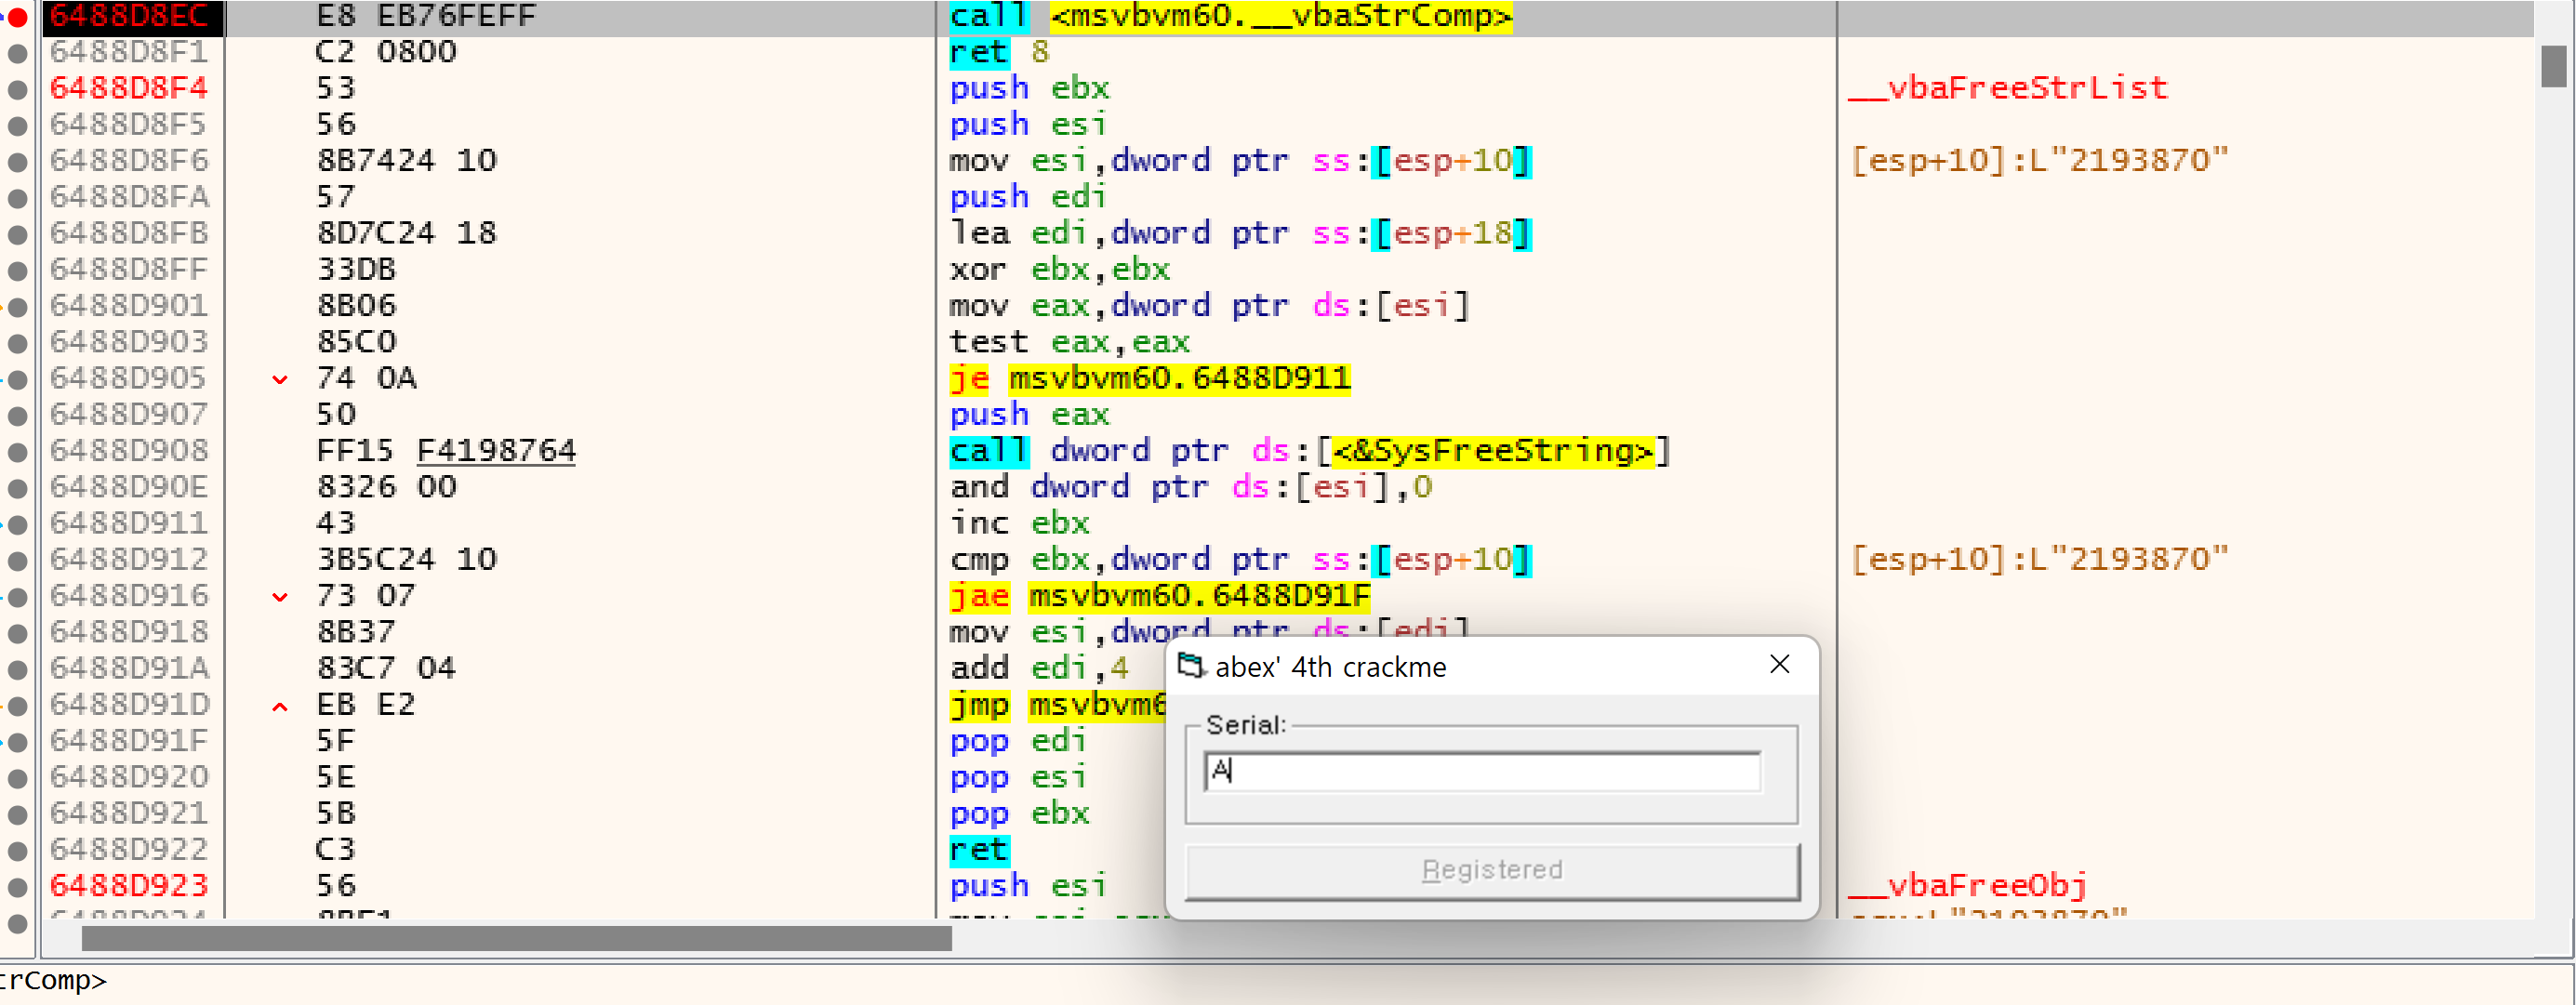 6488D8EC E8 EB76FEFF call <msvbvm60.__vbaStrComp>
6488D8F1 C2 0800 ret 8
6488D8F4 53 push ebx __vbaFreeStrList
6488D8F5 56 push esi
6488D8F6 8B7424 10 mov esi,dword ptr ss:[esp+10] [esp+10]:L"2193870"
6488D8FA 57 push edi
6488D8FB 8D7C24 18 lea edi,dword ptr ss:[esp+18]
6488D8FF 33DB xor ebx,ebx
6488D901 8B06 mov eax,dword ptr ds:[esi]
6488D903 85C0 test eax,eax
6488D905 74 0A je msvbvm60.6488D911
6488D907 50 push eax
6488D908 FF15 F4198764 call dword ptr ds:[<&SysFreeString>]
6488D90E 8326 00 and dword ptr ds:[esi],0
6488D911 43 inc ebx
6488D912 3B5C24 10 cmp ebx,dword ptr ss:[esp+10] [esp+10]:L"2193870"
6488D916 73 07 jae msvbvm60.6488D91F
6488D918 8B37 mov esi,dword ptr ds:[edi]
6488D91A 83C7 04 add edi,4
6488D91D EB E2 jmp msvbvm6
6488D91F 5F pop edi
6488D920 5E pop esi
6488D921 5B pop ebx
6488D922 C3 ret
6488D923 56 push esi __vbaFreeObj
abex' 4th crackme
Serial:
A
Registered
trComp>